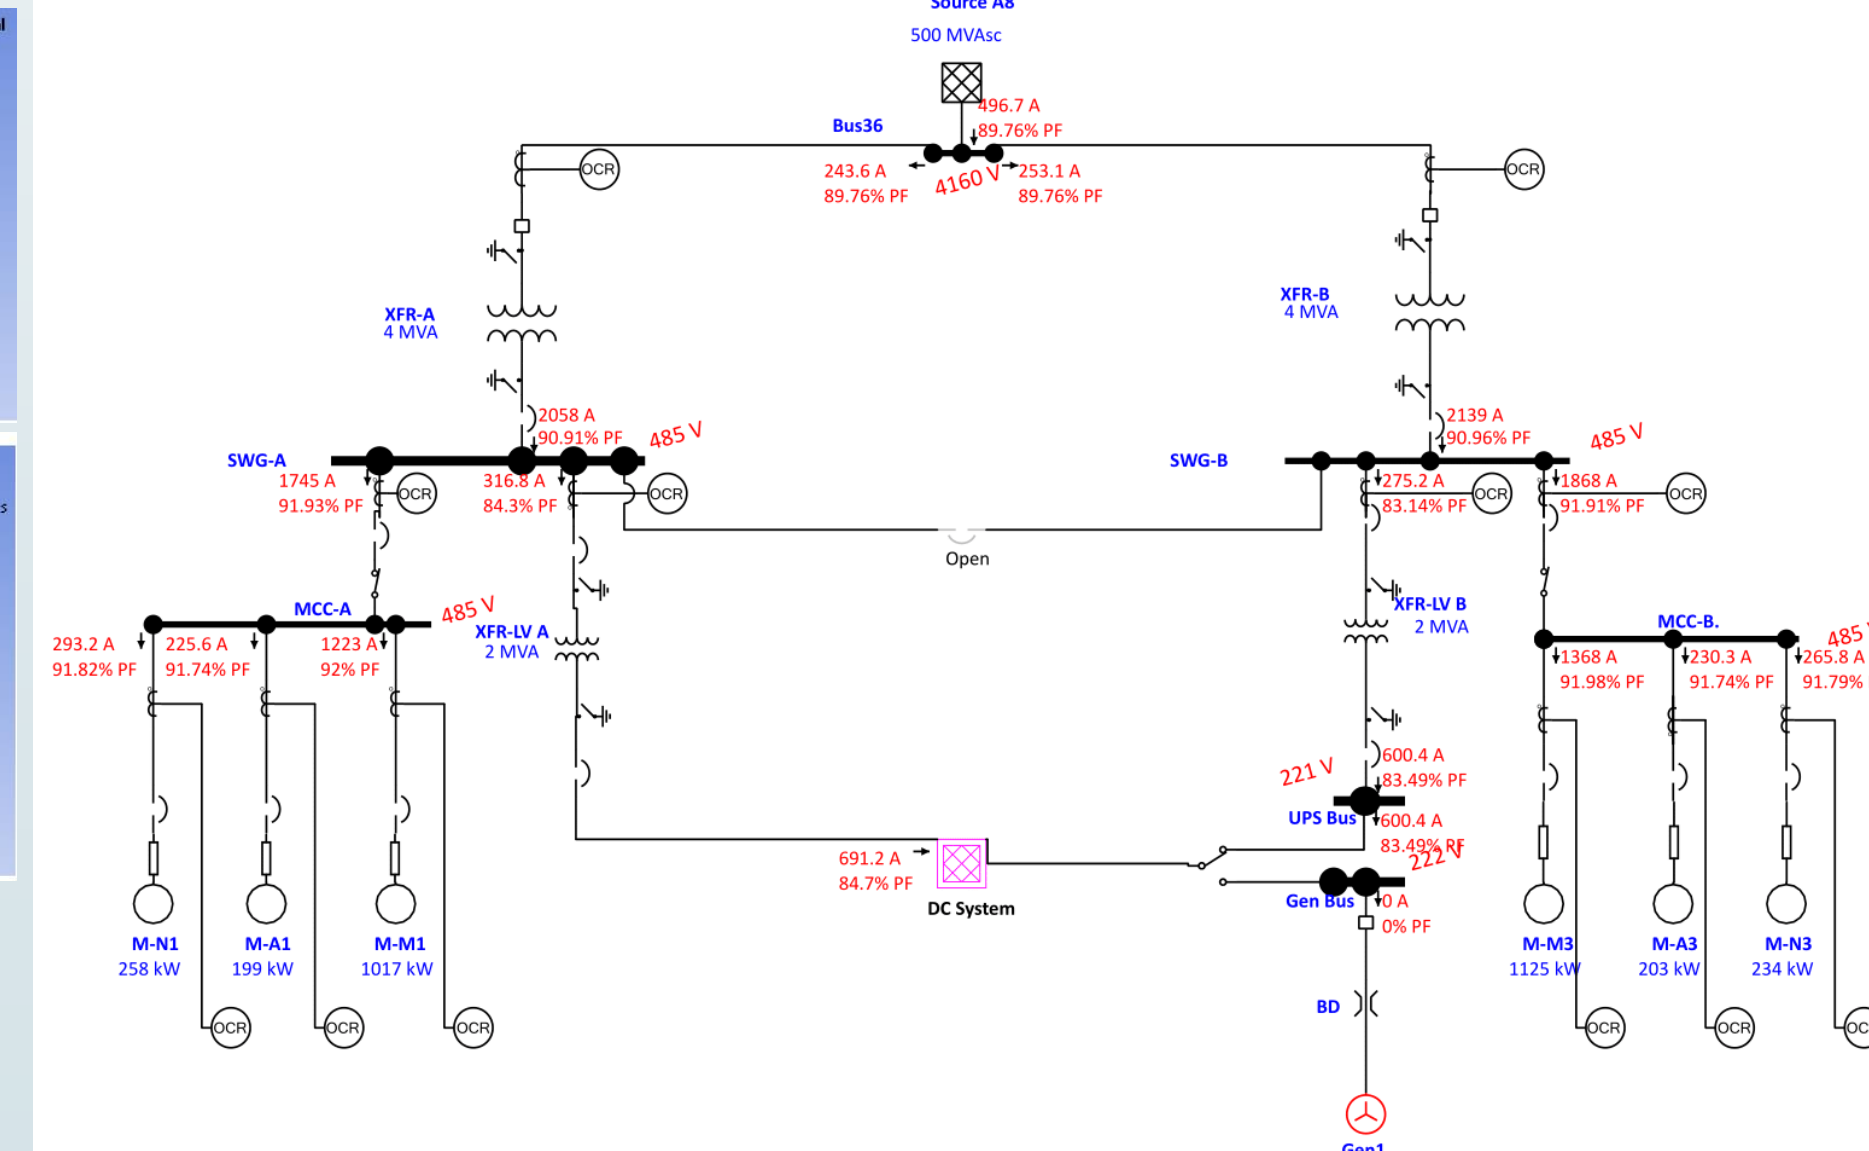 Source A8
500 MVAsc
496.7 A
89.76% PF
Bus36
243.6 A
89.76% PF
4160 V
253.1 A
89.76% PF
OCR
OCR
XFR-A
4 MVA
XFR-B
4 MVA
2058 A
90.91% PF
485 V
2139 A
90.96% PF
485 V
SWG-A
SWG-B
1745 A
91.93% PF
OCR
316.8 A
84.3% PF
OCR
275.2 A
83.14% PF
OCR
1868 A
91.91% PF
OCR
Open
MCC-A
485 V
XFR-LV A
2 MVA
XFR-LV B
2 MVA
MCC-B.
485 V
293.2 A
91.82% PF
225.6 A
91.74% PF
1223 A
92% PF
1368 A
91.98% PF
230.3 A
91.74% PF
265.8 A
91.79%
221 V
600.4 A
83.49% PF
UPS Bus
600.4 A
83.49% PF
222 V
691.2 A
84.7% PF
DC System
Gen Bus
0 A
0% PF
M-N1
258 kW
M-A1
199 kW
M-M1
1017 kW
M-M3
1125 kW
M-A3
203 kW
M-N3
234 kW
BD
OCR
OCR
OCR
OCR
OCR
OC
Gen1